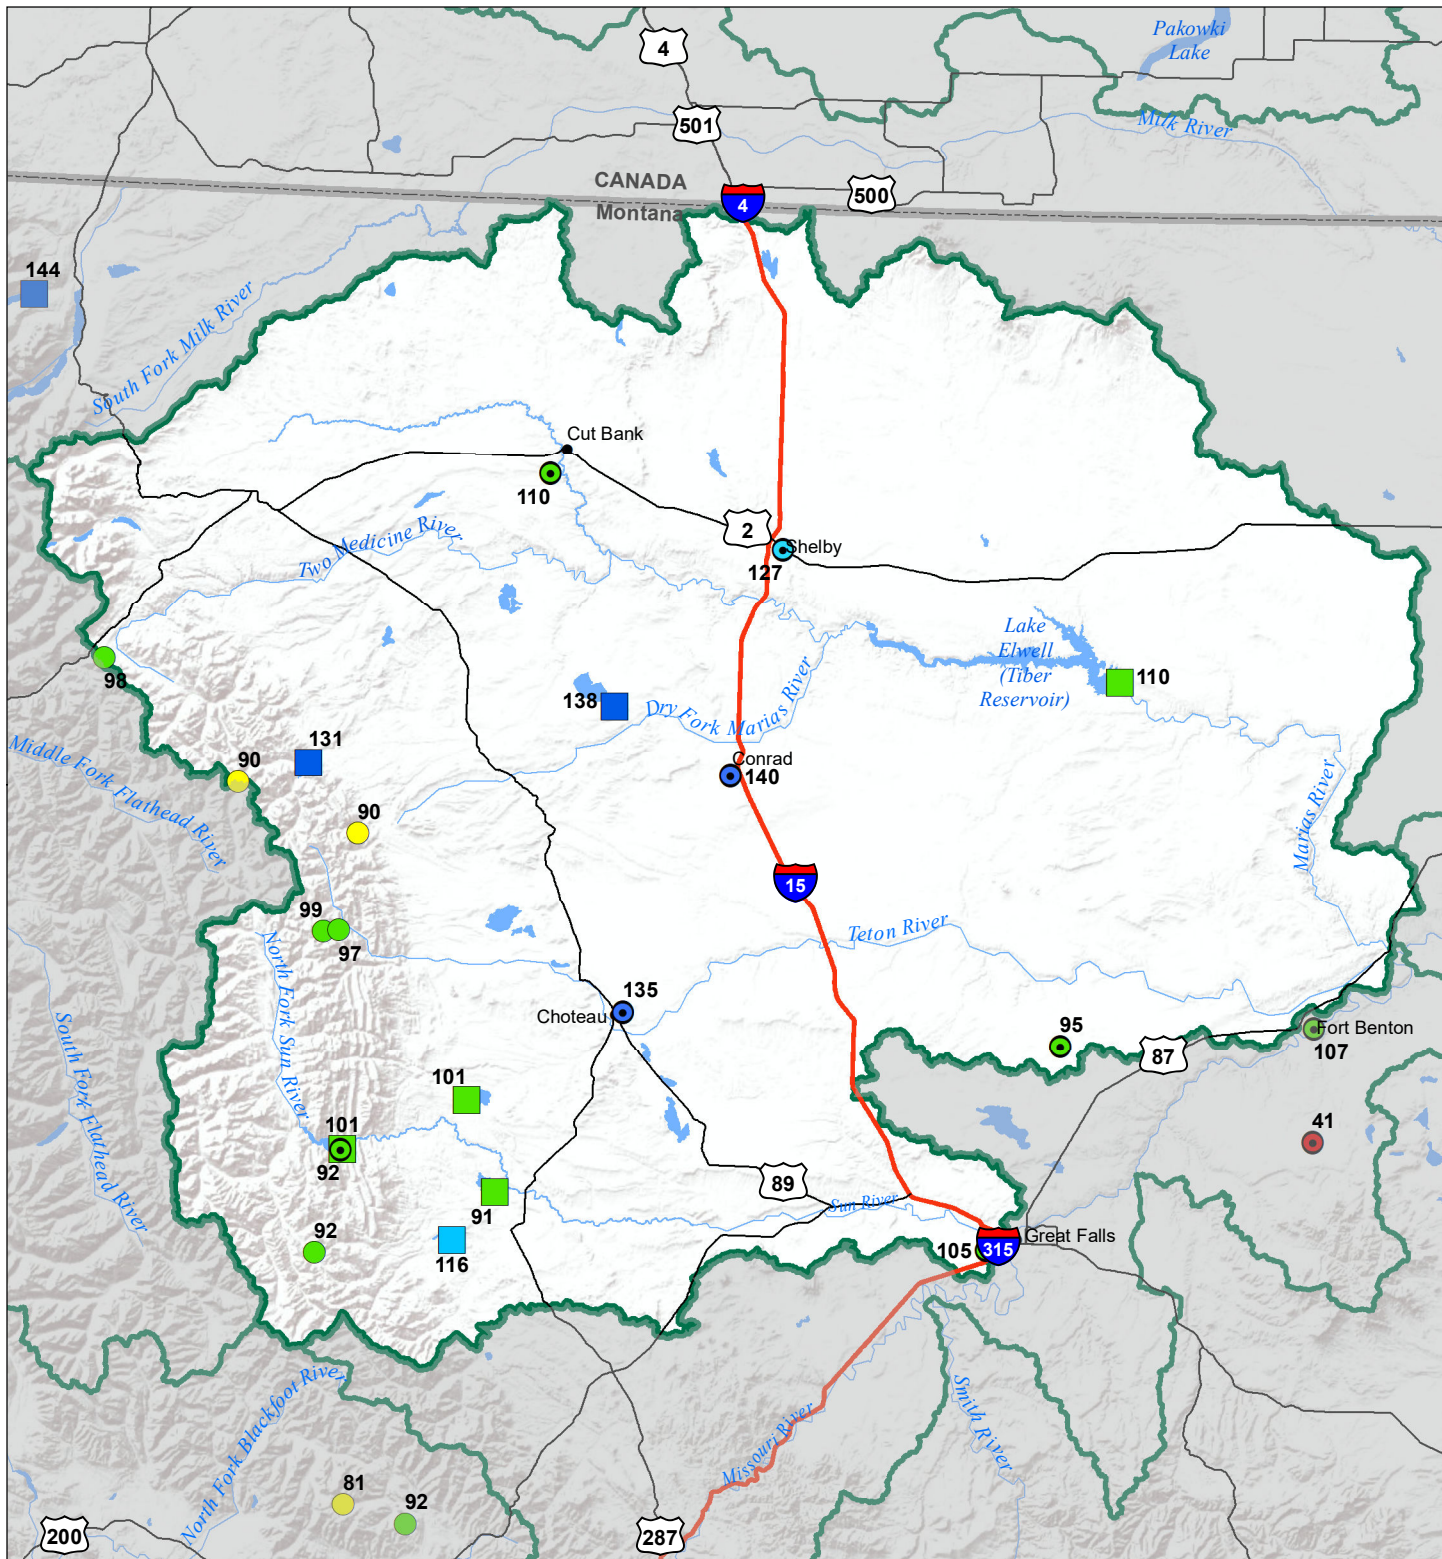 Pakowki
Lake
4
501
Milk River
CANADA
Montana
4
500
144
South Fork Milk River
Cut Bank
110
2
Shelby
127
Two Medicine River
Lake
Elwell
(Tiber
Reservoir)
110
98
138
Dry Fork Marias River
Middle Fork Flathead River
131
90
Conrad
140
90
Marias River
15
99
97
North Fork Sun River
Teton River
135
Choteau
South Fork Flathead River
95
87
Fort Benton
107
101
101
92
41
91
89
Sun River
92
116
105
315
Great Falls
North Fork Blackfoot River
Missouri River
Smith River
81
92
200
287